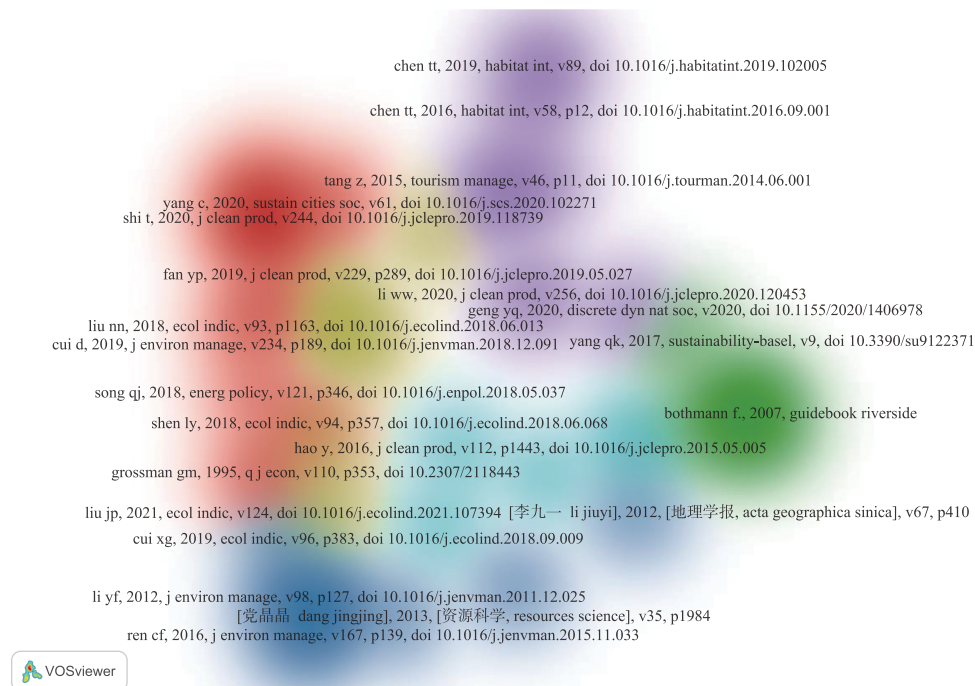 chen tt, 2019, habitat int, v89, doi 10.1016/j.habitatint.2019.102005
chen tt, 2016, habitat int, v58, p12, doi 10.1016/j.habitatint.2016.09.001
tang z, 2015, tourism manage, v46, p11, doi 10.1016/j.tourman.2014.06.001
yang c, 2020, sustain cities soc, v61, doi 10.1016/j.scs.2020.102271
shi t, 2020, j clean prod, v244, doi 10.1016/j.jclepro.2019.118739
fan yp, 2019, j clean prod, v229, p289, doi 10.1016/j.jclepro.2019.05.027
li ww, 2020, j clean prod, v256, doi 10.1016/j.jclepro.2020.120453
geng yq, 2020, discrete dyn nat soc, v2020, doi 10.1155/2020/1406978
liu nn, 2018, ecol indic, v93, p1163, doi 10.1016/j.ecolind.2018.06.013
cui d, 2019, j environ manage, v234, p189, doi 10.1016/j.jenvman.2018.12.091
yang qk, 2017, sustainability-basel, v9, doi 10.3390/su9122371
song qj, 2018, energ policy, v121, p346, doi 10.1016/j.enpol.2018.05.037
bothmann f., 2007, guidebook riverside
shen ly, 2018, ecol indic, v94, p357, doi 10.1016/j.ecolind.2018.06.068
hao y, 2016, j clean prod, v112, p1443, doi 10.1016/j.jclepro.2015.05.005
grossman gm, 1995, q j econ, v110, p353, doi 10.2307/2118443
liu jp, 2021, ecol indic, v124, doi 10.1016/j.ecolind.2021.107394
[李九一 li jiuyi], 2012, [地理学报, acta geographica sinica], v67, p410
cui xg, 2019, ecol indic, v96, p383, doi 10.1016/j.ecolind.2018.09.009
li yf, 2012, j environ manage, v98, p127, doi 10.1016/j.jenvman.2011.12.025
[党晶晶 dang jingjing], 2013, [资源科学, resources science], v35, p1984
ren cf, 2016, j environ manage, v167, p139, doi 10.1016/j.jenvman.2015.11.033
VOSviewer